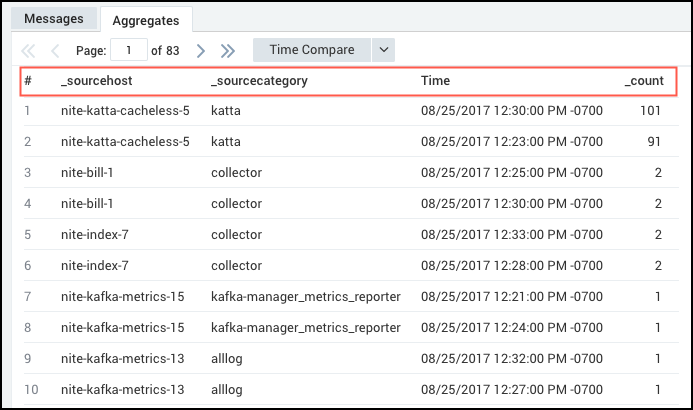 Messages Aggregates
Page: 1 of 83 Time Compare
# _sourcehost _sourcecategory Time _count
1 nite-katta-cacheless-5 katta 08/25/2017 12:30:00 PM -0700 101
2 nite-katta-cacheless-5 katta 08/25/2017 12:23:00 PM -0700 91
3 nite-bill-1 collector 08/25/2017 12:25:00 PM -0700 2
4 nite-bill-1 collector 08/25/2017 12:30:00 PM -0700 2
5 nite-index-7 collector 08/25/2017 12:33:00 PM -0700 2
6 nite-index-7 collector 08/25/2017 12:28:00 PM -0700 2
7 nite-kafka-metrics-15 kafka-manager_metrics_reporter 08/25/2017 12:21:00 PM -0700 1
8 nite-kafka-metrics-15 kafka-manager_metrics_reporter 08/25/2017 12:24:00 PM -0700 1
9 nite-kafka-metrics-13 alllog 08/25/2017 12:32:00 PM -0700 1
10 nite-kafka-metrics-13 alllog 08/25/2017 12:27:00 PM -0700 1